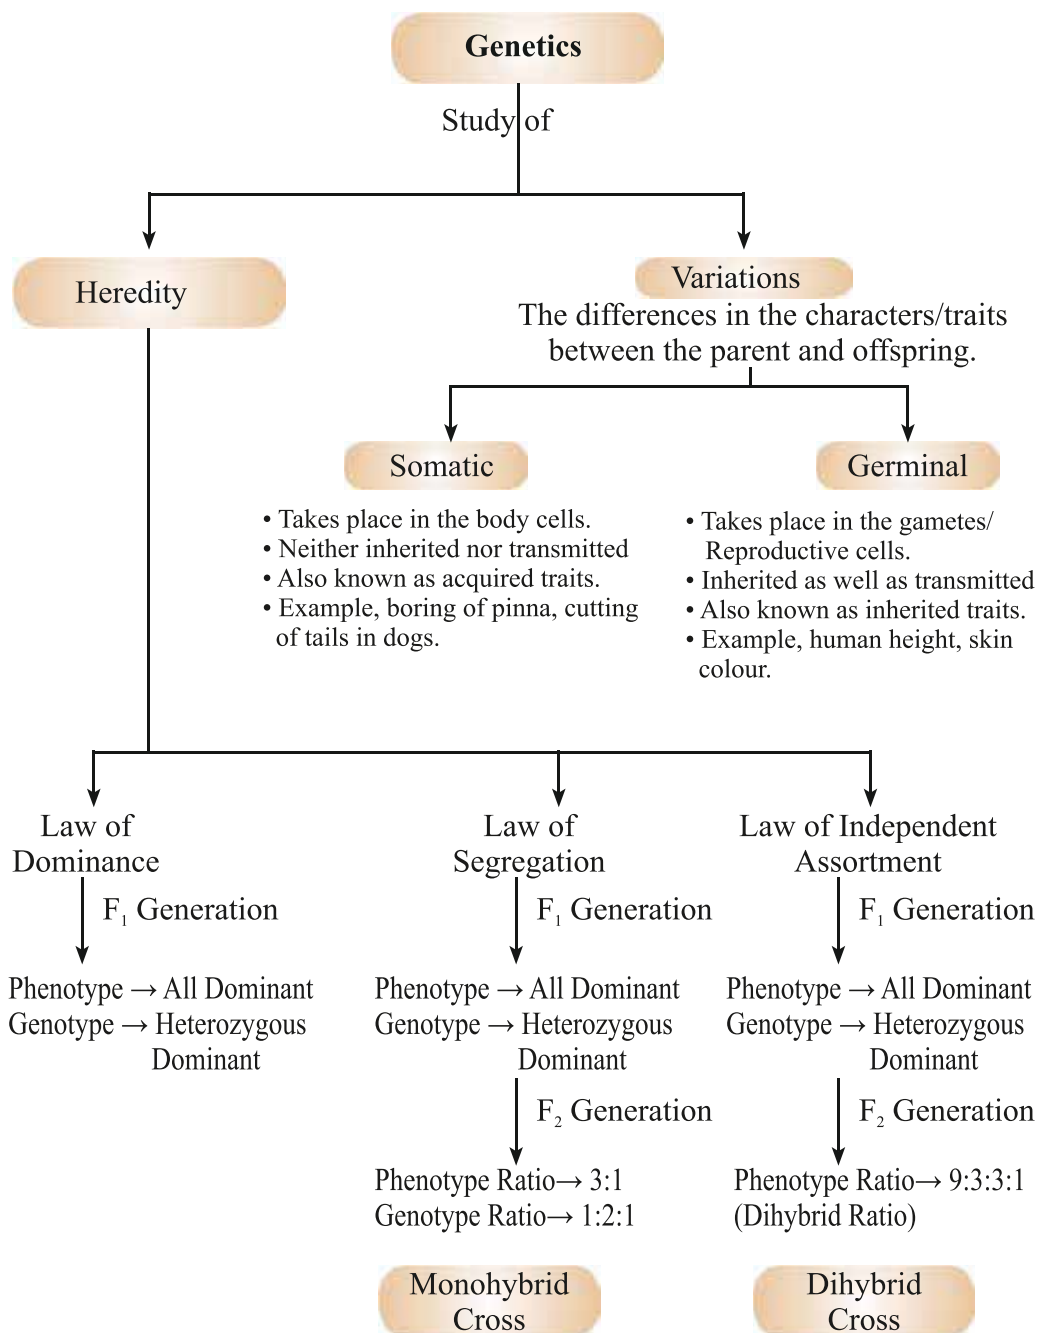 Genetics
Study of
Heredity
Variations
The differences in the characters/traits
between the parent and offspring.
Somatic
• Takes place in the body cells.
• Neither inherited nor transmitted
• Also known as acquired traits.
• Example, boring of pinna, cutting
of tails in dogs.
Germinal
• Takes place in the gametes/
Reproductive cells.
• Inherited as well as transmitted
• Also known as inherited traits.
• Example, human height, skin
colour.
Law of
Dominance
F₁ Generation
Phenotype → All Dominant
Genotype → Heterozygous
Dominant
Law of
Segregation
F₁ Generation
Phenotype → All Dominant
Genotype → Heterozygous
Dominant
F₂ Generation
Phenotype Ratio→ 3:1
Genotype Ratio→ 1:2:1
Monohybrid
Cross
Law of Independent
Assortment
F₁ Generation
Phenotype → All Dominant
Genotype → Heterozygous
Dominant
F₂ Generation
Phenotype Ratio→ 9:3:3:1
(Dihybrid Ratio)
Dihybrid
Cross